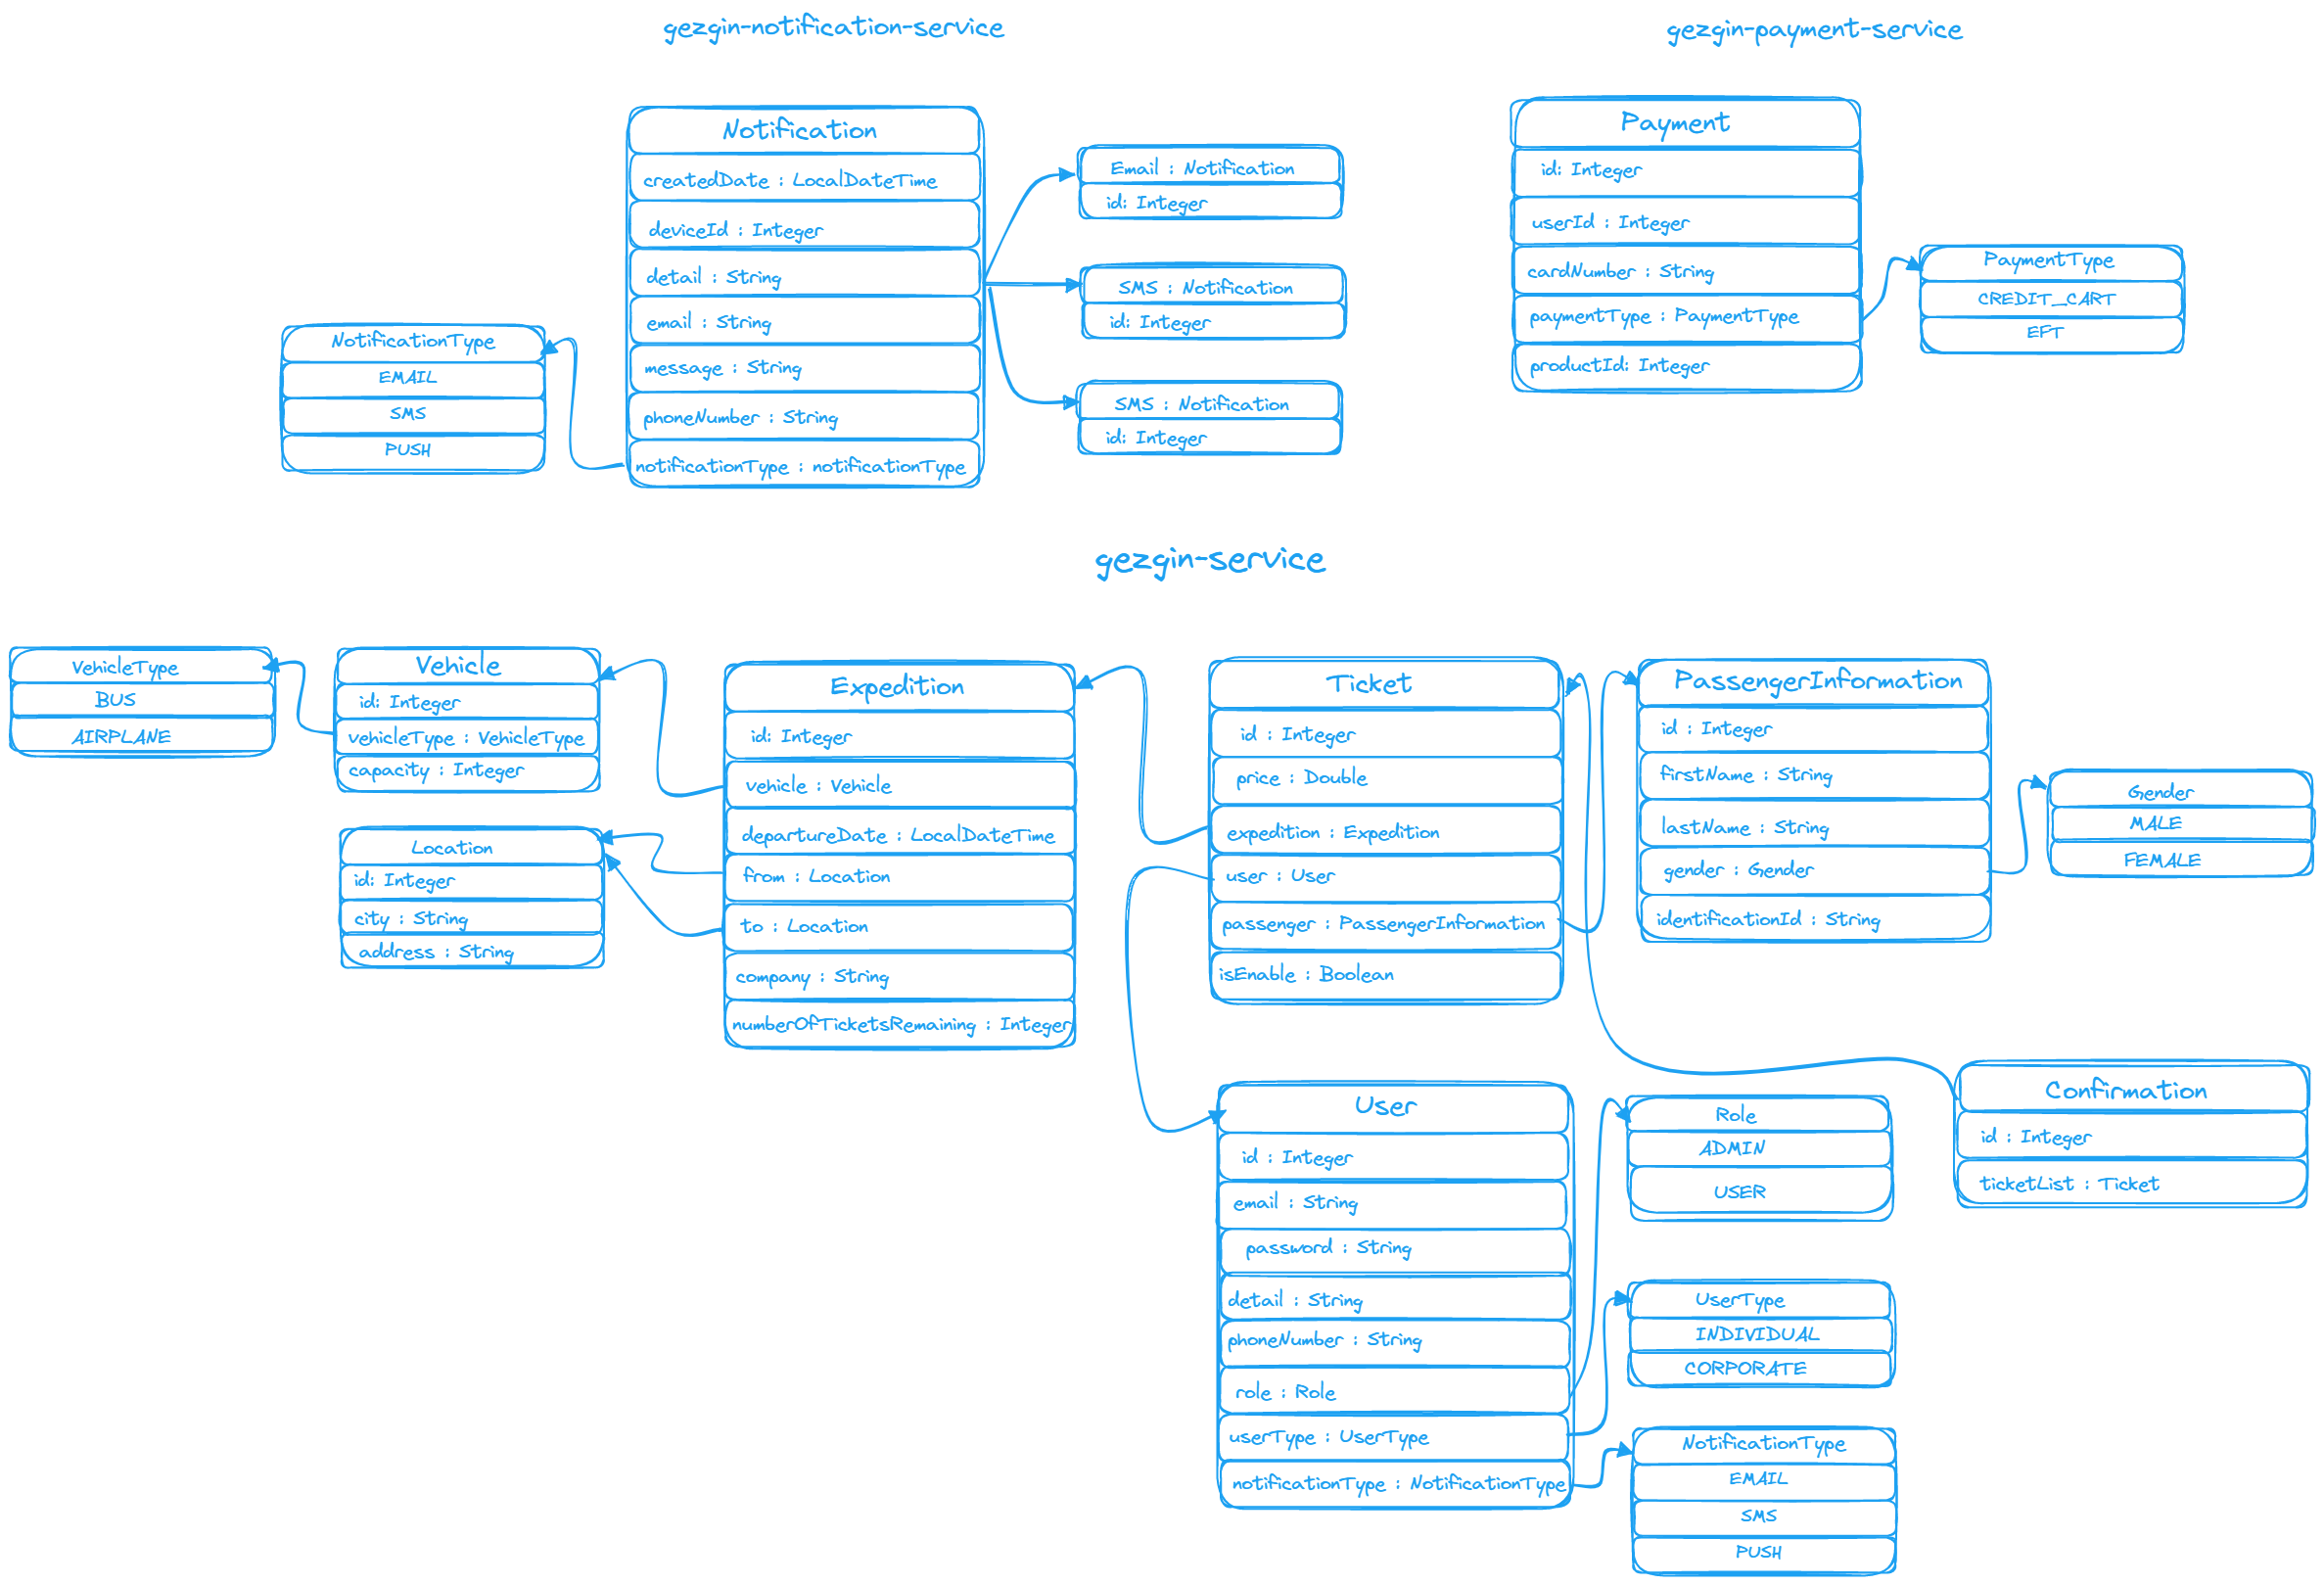 gezgin-notification-service
gezgin-payment-service
Notification
createdDate : LocalDateTime
deviceId : Integer
detail : String
email : String
message : String
phoneNumber : String
notificationType : notificationType
NotificationType
EMAIL
SMS
PUSH
Email : Notification
id: Integer
SMS : Notification
id: Integer
SMS : Notification
id: Integer
Payment
id: Integer
userId : Integer
cardNumber : String
paymentType : PaymentType
productId: Integer
PaymentType
CREDIT_CART
EFT
gezgin-service
VehicleType
BUS
AIRPLANE
Vehicle
id: Integer
vehicleType : VehicleType
capacity : Integer
Location
id: Integer
city : String
address : String
Expedition
id: Integer
vehicle : Vehicle
departureDate : LocalDateTime
from : Location
to : Location
company : String
numberOfTicketsRemaining : Integer
Ticket
id : Integer
price : Double
expedition : Expedition
user : User
passenger : PassengerInformation
isEnable : Boolean
PassengerInformation
id : Integer
firstName : String
lastName : String
gender : Gender
identificationId : String
Gender
MALE
FEMALE
User
id : Integer
email : String
password : String
detail : String
phoneNumber : String
role : Role
userType : UserType
notificationType : NotificationType
Role
ADMIN
USER
Confirmation
id : Integer
ticketList : Ticket
UserType
INDIVIDUAL
CORPORATE
NotificationType
EMAIL
SMS
PUSH